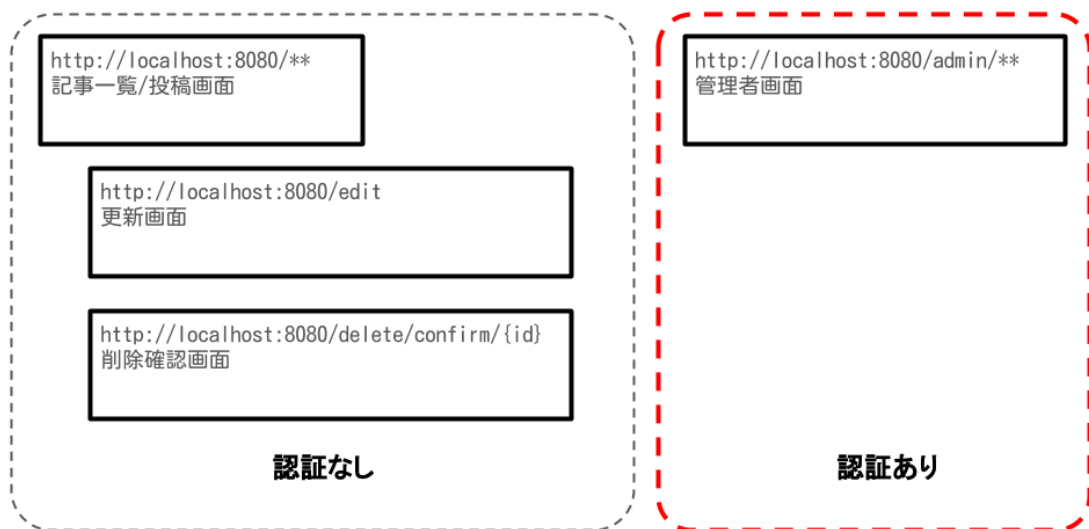 http://localhost:8080/**
記事一覧/投稿画面
http://localhost:8080/edit
更新画面
http://localhost:8080/delete/confirm/{id}
削除確認画面
認証なし
http://localhost:8080/admin/**
管理者画面
認証あり